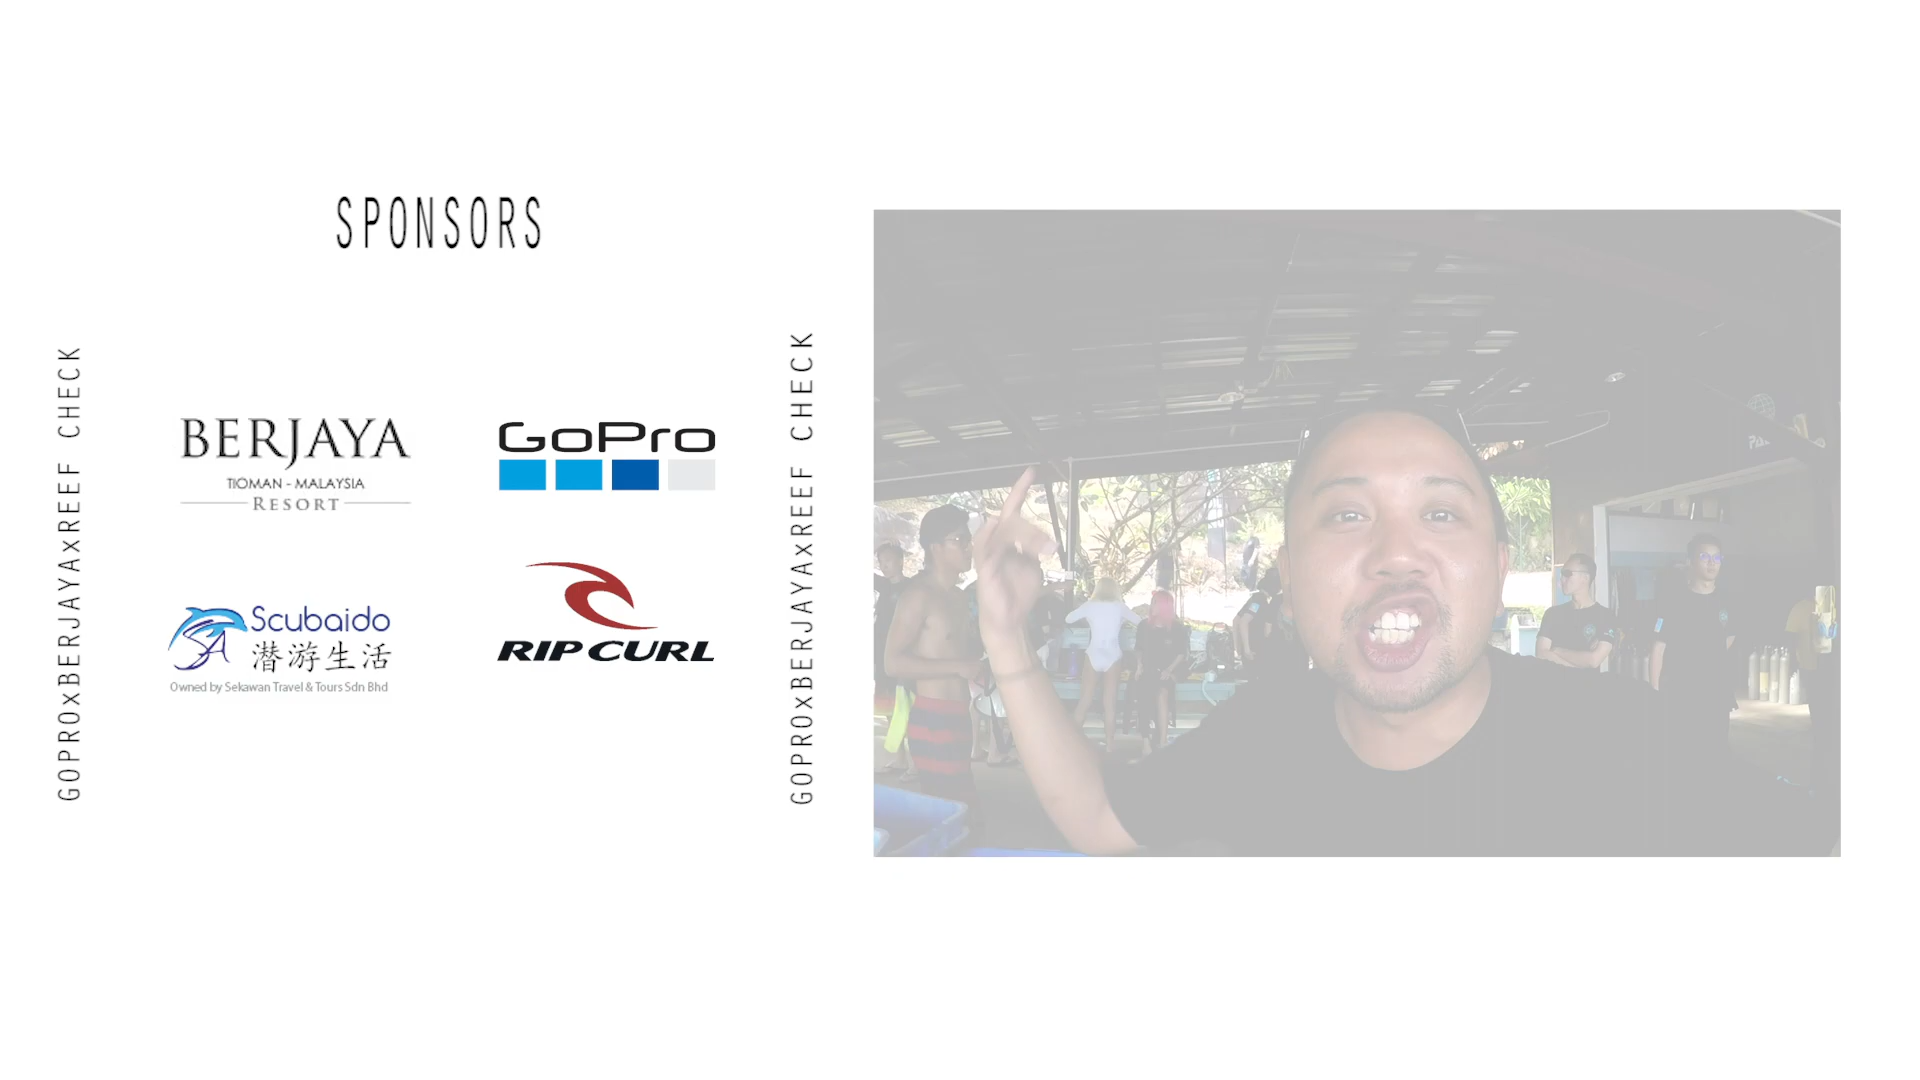 SPONSORS
GOPROxBERJAYAxREEF CHECK
BERJAYA
TIOMAN - MALAYSIA
RESORT
GoPro
Scubaido
潜游生活
Owned by Sekawan Travel & Tours Sdn Bhd
RIP CURL
GOPROxBERJAYAxREEF CHECK